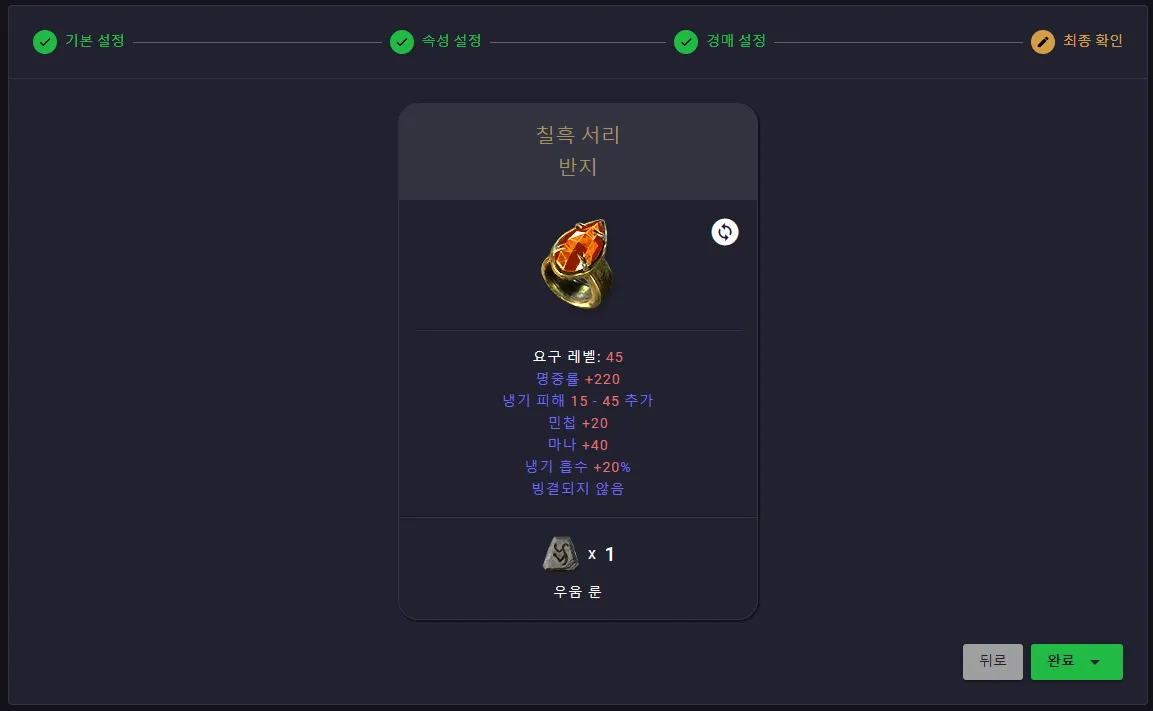 기본 설정
속성 설정
경매 설정
최종 확인
칠흑 서리
반지
요구 레벨: 45
명중률 +220
냉기 피해 15 - 45 추가
민첩 +20
마나 +40
냉기 흡수 +20%
빙결되지 않음
x 1
우움 룬
뒤로
완료